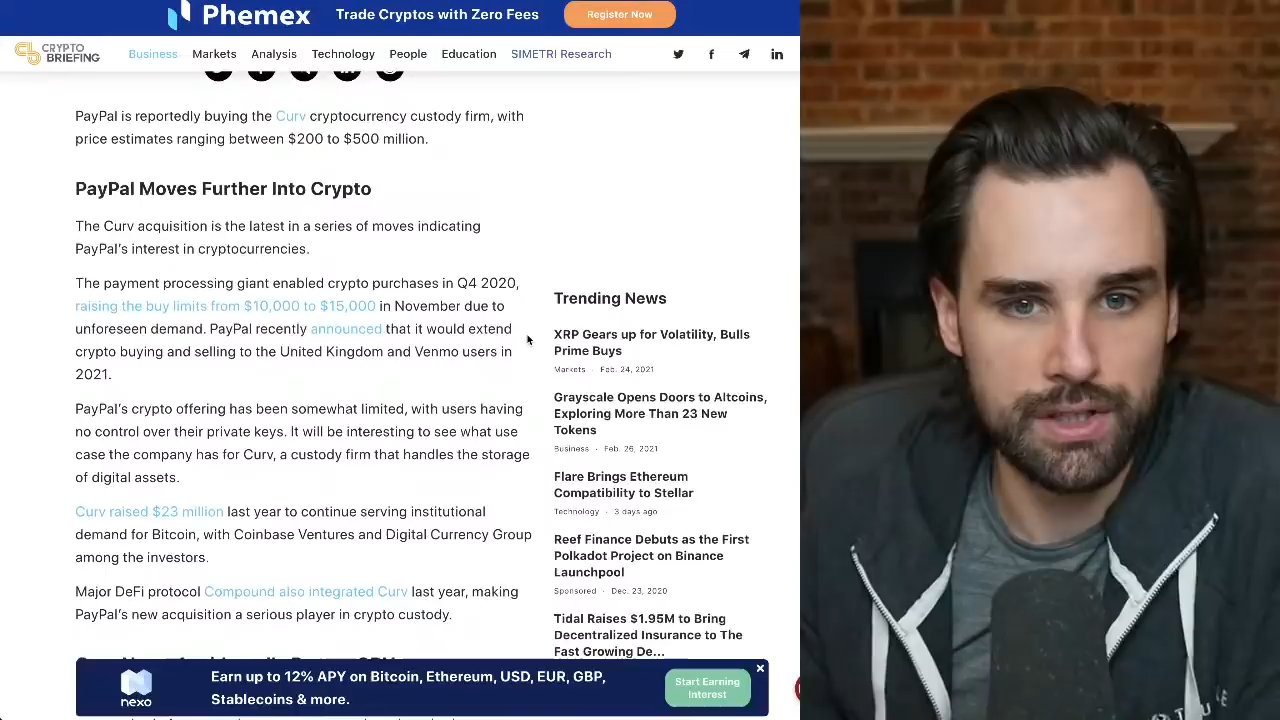 Phemex
Trade Cryptos with Zero Fees
Register Now
CRYPTO
BRIEFING
Business
Markets
Analysis
Technology
People
Education
SIMETRI Research
PayPal is reportedly buying the Curv cryptocurrency custody firm, with
price estimates ranging between $200 to $500 million.
PayPal Moves Further Into Crypto
The Curv acquisition is the latest in a series of moves indicating
PayPal's interest in cryptocurrencies.
The payment processing giant enabled crypto purchases in Q4 2020,
raising the buy limits from $10,000 to $15,000 in November due to
unforeseen demand. PayPal recently announced that it would extend
crypto buying and selling to the United Kingdom and Venmo users in
2021.
PayPal's crypto offering has been somewhat limited, with users having
no control over their private keys. It will be interesting to see what use
case the company has for Curv, a custody firm that handles the storage
of digital assets.
Curv raised $23 million last year to continue serving institutional
demand for Bitcoin, with Coinbase Ventures and Digital Currency Group
among the investors.
Major DeFi protocol Compound also integrated Curv last year, making
PayPal's new acquisition a serious player in crypto custody.
Trending News
XRP Gears up for Volatility, Bulls
Prime Buys
Markets · Feb. 24, 2021
Grayscale Opens Doors to Altcoins,
Exploring More Than 23 New
Tokens
Business · Feb. 26, 2021
Flare Brings Ethereum
Compatibility to Stellar
Technology · 3 days ago
Reef Finance Debuts as the First
Polkadot Project on Binance
Launchpool
Sponsored · Dec. 23, 2020
Tidal Raises $1.95M to Bring
Decentralized Insurance to The
Fast Growing De...
nexo
Earn up to 12% APY on Bitcoin, Ethereum, USD, EUR, GBP,
Stablecoins & more.
Start Earning
Interest